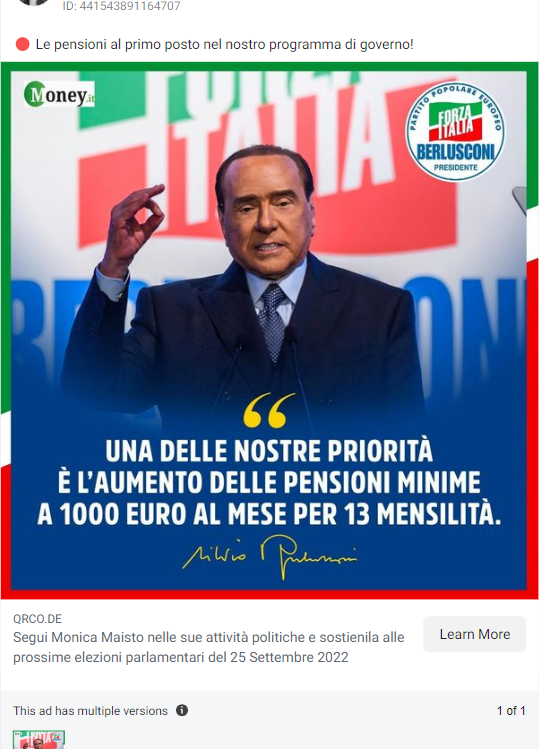 ID: 441543891164707
Le pensioni al primo posto nel nostro programma di governo!
Money.it
PARTITO POPOLARE EUROPEO
FORZA
ITALIA
BERLUSCONI
PRESIDENTE
FORZA
ITALIA
BERLUSCONI
“
UNA DELLE NOSTRE PRIORITÀ
È L’AUMENTO DELLE PENSIONI MINIME
A 1000 EURO AL MESE PER 13 MENSILITÀ.
Silvio Berlusconi
QRCO.DE
Segui Monica Maisto nelle sue attività politiche e sostienila alle
prossime elezioni parlamentari del 25 Settembre 2022
Learn More
This ad has multiple versions
1 of 1